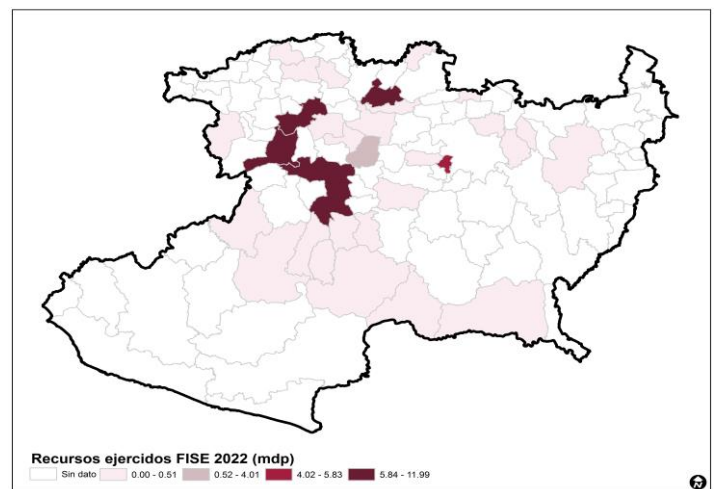 Recursos ejercidos FISE 2022 (mdp)
Sin dato 0.00 - 0.51 0.52 - 4.01 4.02 - 5.83 5.84 - 11.99